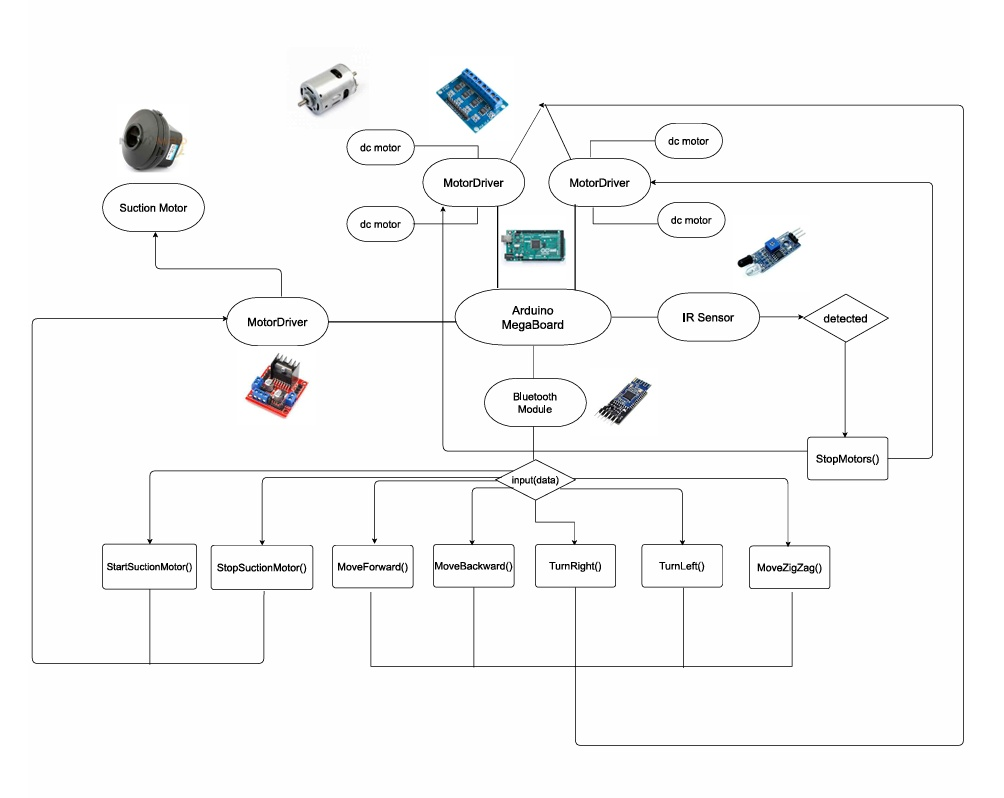 dc motor
dc motor
MotorDriver
MotorDriver
Suction Motor
dc motor
dc motor
Arduino
MegaBoard
IR Sensor
detected
MotorDriver
Bluetooth
Module
StopMotors()
input(data)
StartSuctionMotor()
StopSuctionMotor()
MoveForward()
MoveBackward()
TurnRight()
TurnLeft()
MoveZigZag()